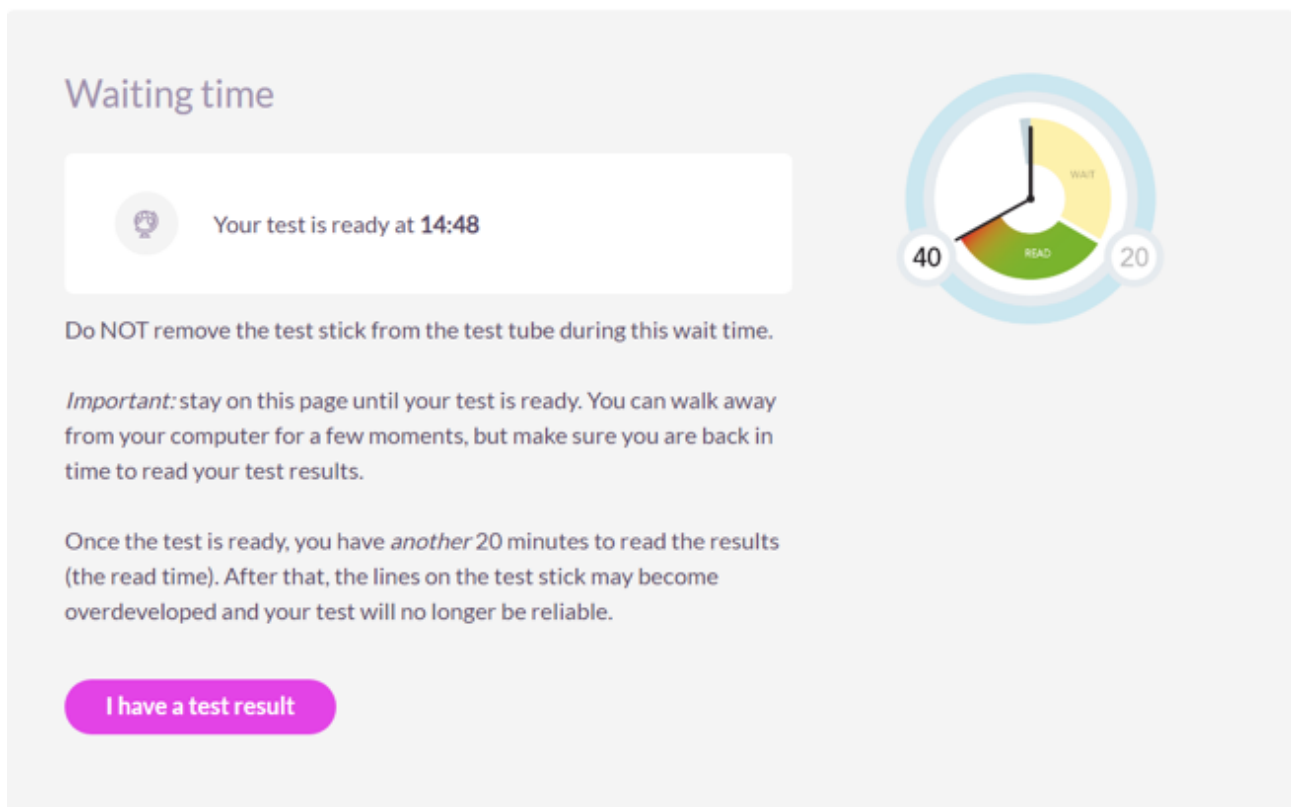 Waiting time
Your test is ready at 14:48
WAIT
READ
40
20
Do NOT remove the test stick from the test tube during this wait time.
Important: stay on this page until your test is ready. You can walk away
from your computer for a few moments, but make sure you are back in
time to read your test results.
Once the test is ready, you have another 20 minutes to read the results
(the read time). After that, the lines on the test stick may become
overdeveloped and your test will no longer be reliable.
I have a test result